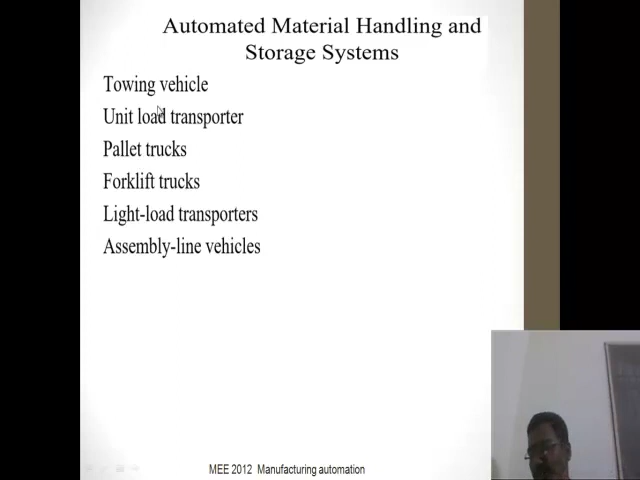 Automated Material Handling and
Storage Systems
Towing vehicle
Unit load transporter
Pallet trucks
Forklift trucks
Light-load transporters
Assembly-line vehicles
MEE 2012 Manufacturing automation